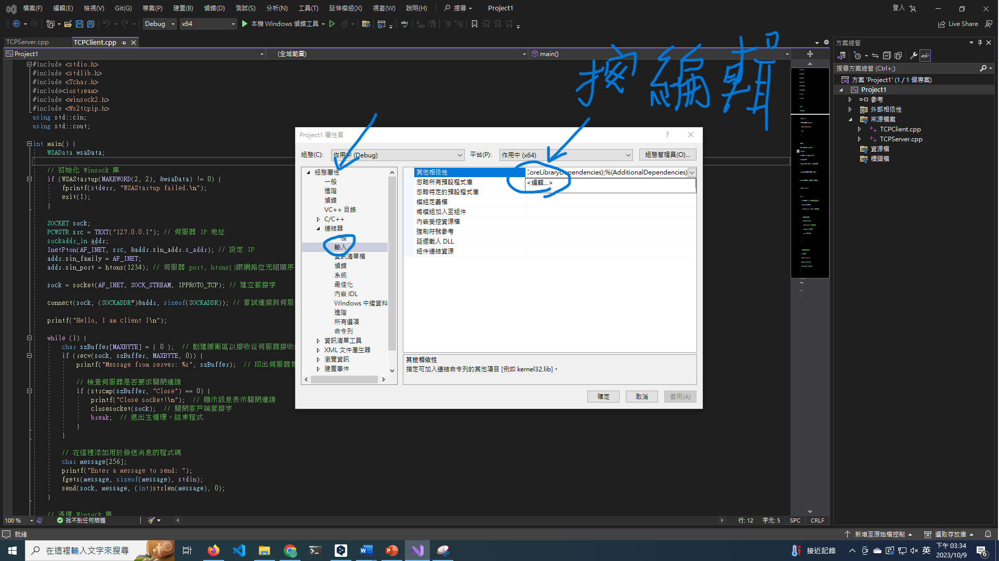 檔案(F) 編輯(E) 檢視(V) Git(G) 專案(P) 建置(B) 偵錯(D) 測試(S) 分析(N) 工具(T) 延伸模組(X) 視窗(W) 說明(H) 搜尋 Project1 登入
Debug x64 本機 Windows 偵錯工具 Live Share
TCPServer.cpp TCPClient.cpp
Project1 (全域範圍) main()
按編輯
#include <stdio.h>
#include <stdlib.h>
#include <Tchar.h>
#include<iostream>
#include <winsock2.h>
#include <Ws2tcpip.h>
using std::cin;
using std::cout;
int main() {
WSAData wsaData;
// 初始化 Winsock 庫
if (WSAStartup(MAKEWORD(2, 2), &wsaData) != 0) {
fprintf(stderr, "WSAStartup failed.\n");
exit(1);
}
SOCKET sock;
PCWSTR src = TEXT("127.0.0.1"); // 伺服器 IP 地址
sockaddr_in addr;
InetPton(AF_INET, src, &addr.sin_addr.s_addr); // 設定 IP
addr.sin_family = AF_INET;
addr.sin_port = htons(1234); // 伺服器 port, htons()跟網路位元組順序
sock = socket(AF_INET, SOCK_STREAM, IPPROTO_TCP); // 建立套接字
connect(sock, (SOCKADDR*)&addr, sizeof(SOCKADDR)); // 嘗試連接到伺服
printf("Hello, I am client 1\n");
while (1) {
char szBuffer[MAXBYTE] = { 0 }; // 創建緩衝區以接收從伺服器接收
if (recv(sock, szBuffer, MAXBYTE, 0)) {
printf("Message from server: %s", szBuffer); // 印出伺服器
// 檢查伺服器是否要求關閉連線
if (strcmp(szBuffer, "Close") == 0) {
printf("Close socket!\n"); // 顯示訊息表示關閉連線
closesocket(sock); // 關閉客戶端套接字
break; // 退出主循環，結束程式
}
}
// 在這裡添加用於發送消息的程式碼
char message[256];
printf("Enter a message to send: ");
fgets(message, sizeof(message), stdin);
send(sock, message, (int)strlen(message), 0);
}
// 清理 Winsock 庫
Project1 屬性頁
組態(C): 作用中 (Debug) 平台(P): 作用中 (x64) 組態管理員(O)...
組態屬性
一般
進階
偵錯
VC++ 目錄
C/C++
連結器
一般
輸入
資訊清單檔
偵錯
系統
最佳化
內嵌 IDL
Windows 中繼資料
進階
所有選項
命令列
資訊清單工具
XML 文件產生器
瀏覽資訊
建置事件
其他相依性 CoreLibraryDependencies);%(AdditionalDependencies)
忽略所有預設程式庫 <編輯...>
忽略特定的預設程式庫
模組定義檔
將模組加入至組件
內嵌受控資源檔
強制符號參考
延遲載入 DLL
組件連結資源
其他相依性
指定可加入連結命令列的其他項目 [例如 kernel32.lib]。
確定 取消 套用(A)
方案總管
搜尋方案總管 (Ctrl+;)
方案 'Project1' (1 / 1 個專案)
Project1
參考
外部相依性
來源檔案
TCPClient.cpp
TCPServer.cpp
資源檔
標頭檔
100 % 找不到任何問題 行: 12 字元: 5 SPC CRLF
就緒 新增至原始檔控制 選取存放庫
在這裡輸入文字來搜尋 接近記錄 英 下午 03:34
2023/10/9 6